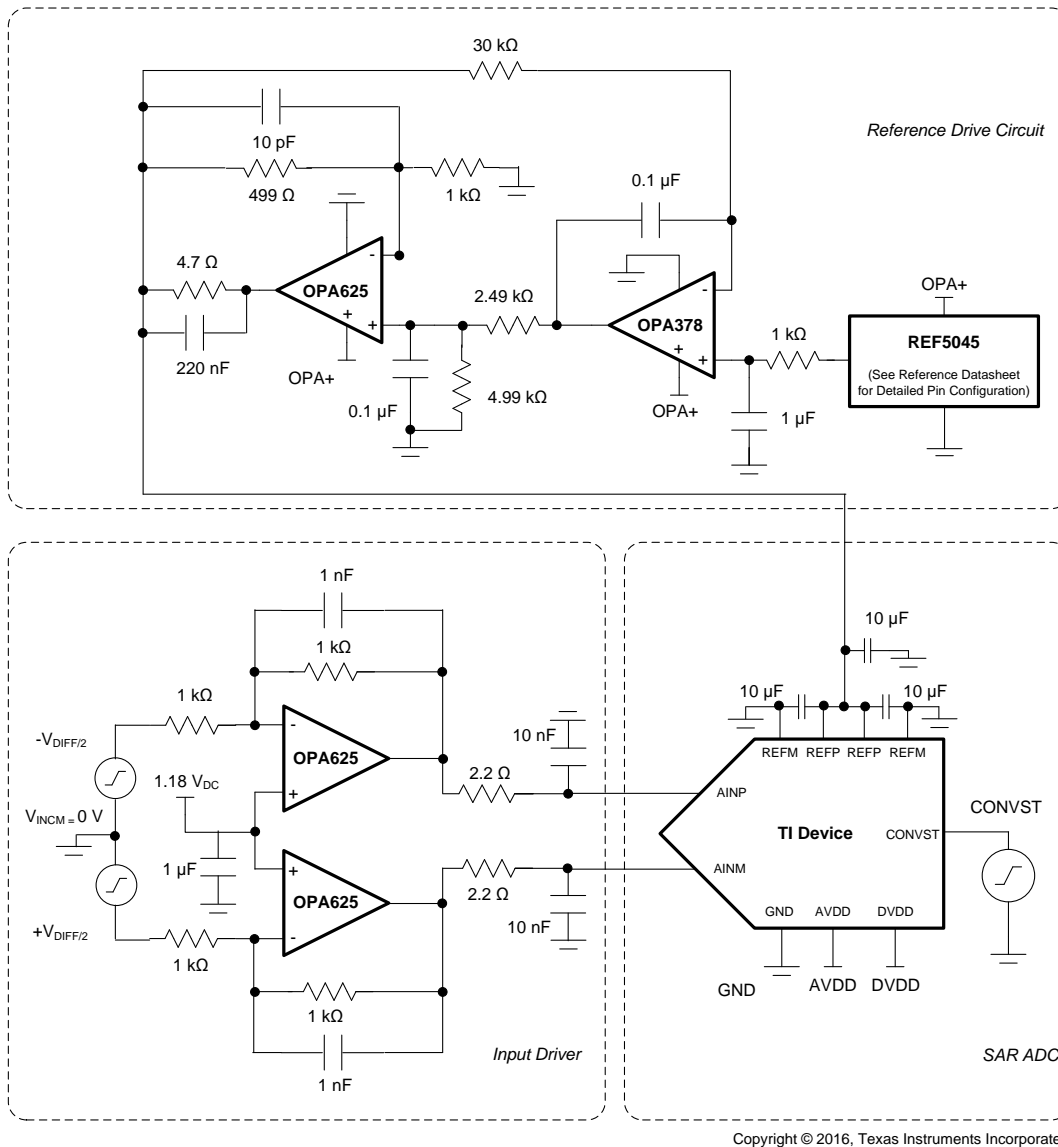 30 kΩ
Reference Drive Circuit
10 pF
499 Ω
1 kΩ
0.1 µF
4.7 Ω
220 nF
-
OPA625
+
+
OPA+
2.49 kΩ
0.1 µF
4.99 kΩ
-
OPA378
+
+
OPA+
1 kΩ
1 µF
OPA+
REF5045
(See Reference Datasheet
for Detailed Pin Configuration)
1 nF
1 kΩ
1 kΩ
-VDIFF/2
-
OPA625
+
1.18 VDC
VINCM = 0 V
1 µF
+
OPA625
-
+VDIFF/2
1 kΩ
1 kΩ
1 nF
10 nF
2.2 Ω
2.2 Ω
10 nF
Input Driver
10 µF
10 µF
10 µF
REFM
REFP
REFP
REFM
AINP
TI Device
CONVST
CONVST
AINM
GND
AVDD
DVDD
GND
AVDD
DVDD
SAR ADC
Copyright © 2016, Texas Instruments Incorporate